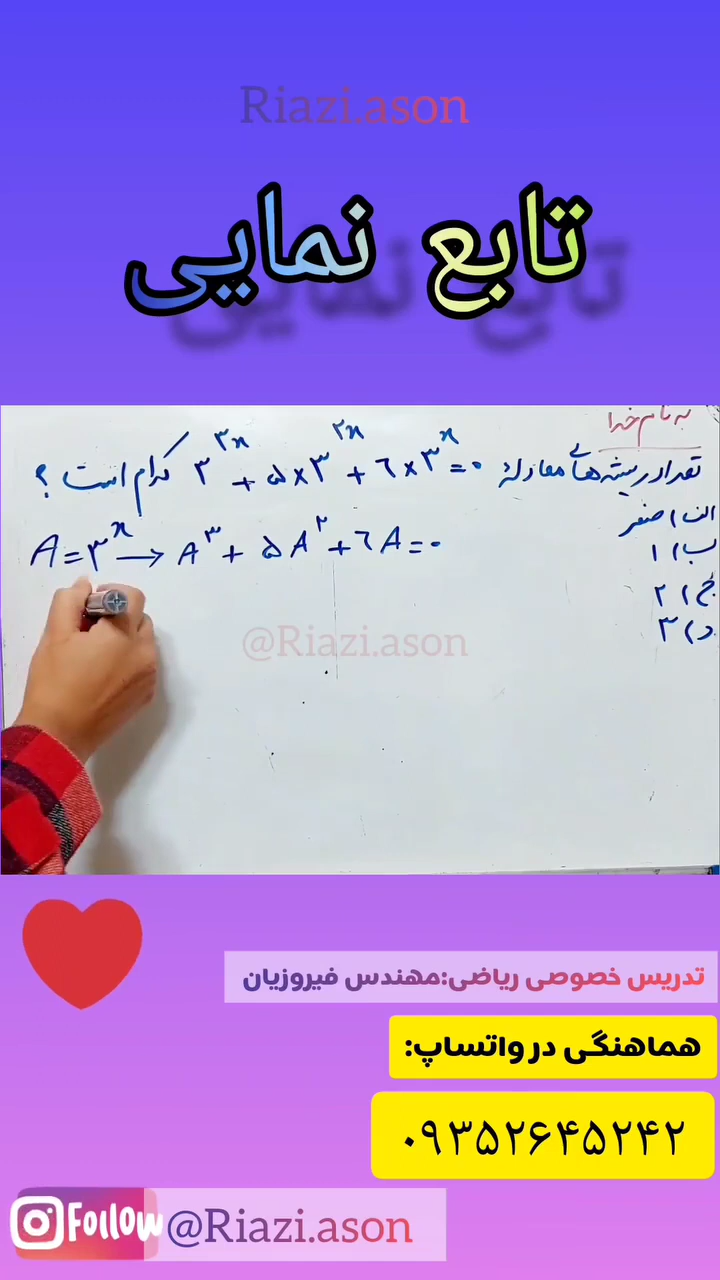 Riazi.ason
تابع نمایی
به نام خدا
تعداد ریشه‌های معادلهٔ ۳^۳x + ۵×۳^۲x + ٦×۳^x = ۰ کدام است؟
الف) صفر
ب) ۱
ج) ۲
د) ۳
A = ۳^x → A^۳ + ۵A^۲ + ٦A = ۰
@Riazi.ason
تدریس خصوصی ریاضی:مهندس فیروزیان
هماهنگی در واتساپ:
۰۹۳۵۲۶۴۵۲۴۲
Follow @Riazi.ason